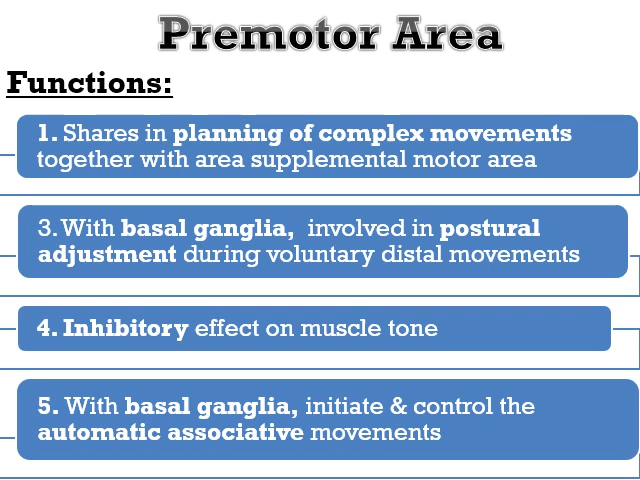 Premotor Area
Functions:
1. Shares in planning of complex movements
together with area supplemental motor area
3. With basal ganglia, involved in postural
adjustment during voluntary distal movements
4. Inhibitory effect on muscle tone
5. With basal ganglia, initiate & control the
automatic associative movements